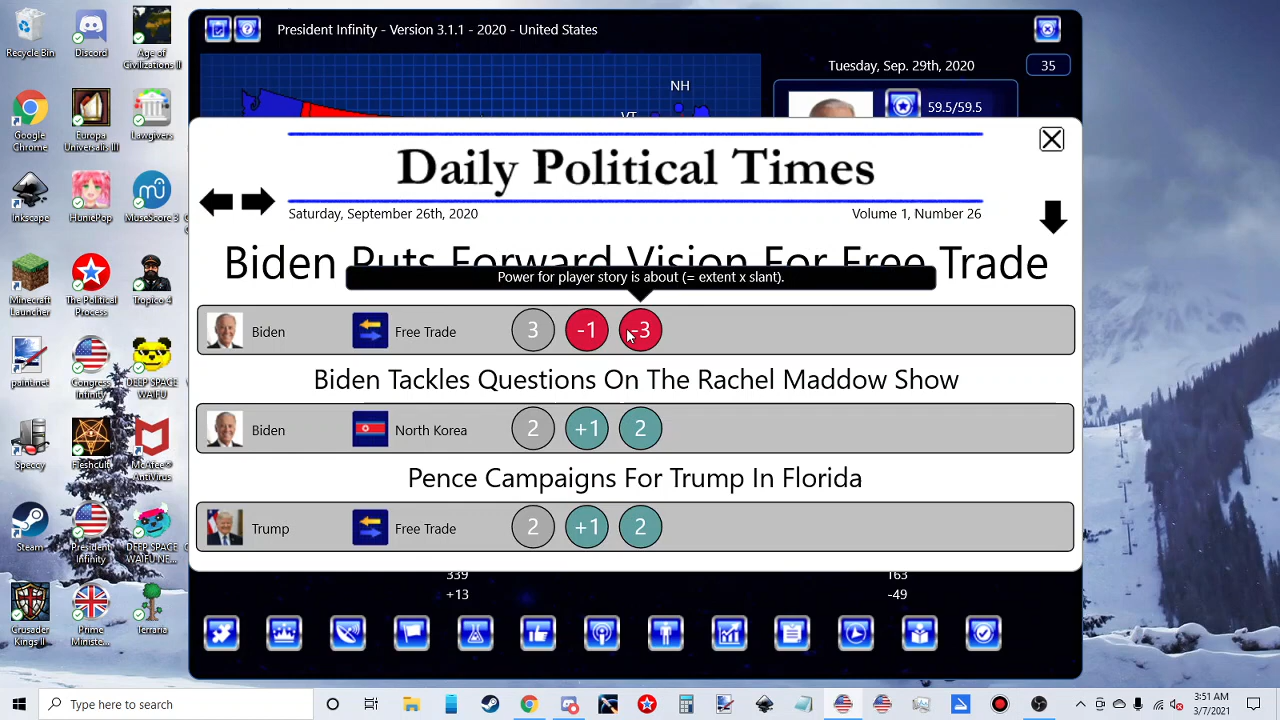 Recycle Bin
Discord
Age of
Civilizations II
Google
Chrome
Europa
Universalis III
Lawgivers
Inkscape
HuniePop
MuseScore 3
Minecraft
Launcher
The Political
Process
Tropico 4
paint.net
Congress
Infinity
DEEP SPACE
WAIFU
Speccy
Fleshcult
McAfee®
AntiVirus
Steam
President
Infinity
DEEP SPACE
WAIFU NE...
Crusader
Kings II
Prime
Ministe...
Terraria
President Infinity - Version 3.1.1 - 2020 - United States
Tuesday, Sep. 29th, 2020
35
NH
VT
59.5/59.5
Daily Political Times
Saturday, September 26th, 2020
Volume 1, Number 26
Biden Puts Forward Vision For Free Trade
Power for player story is about (= extent x slant).
Biden
Free Trade
3
-1
-3
Biden Tackles Questions On The Rachel Maddow Show
Biden
North Korea
2
+1
2
Pence Campaigns For Trump In Florida
Trump
Free Trade
2
+1
2
339
+13
163
-49
Type here to search
3:51 AM
3/7/2021